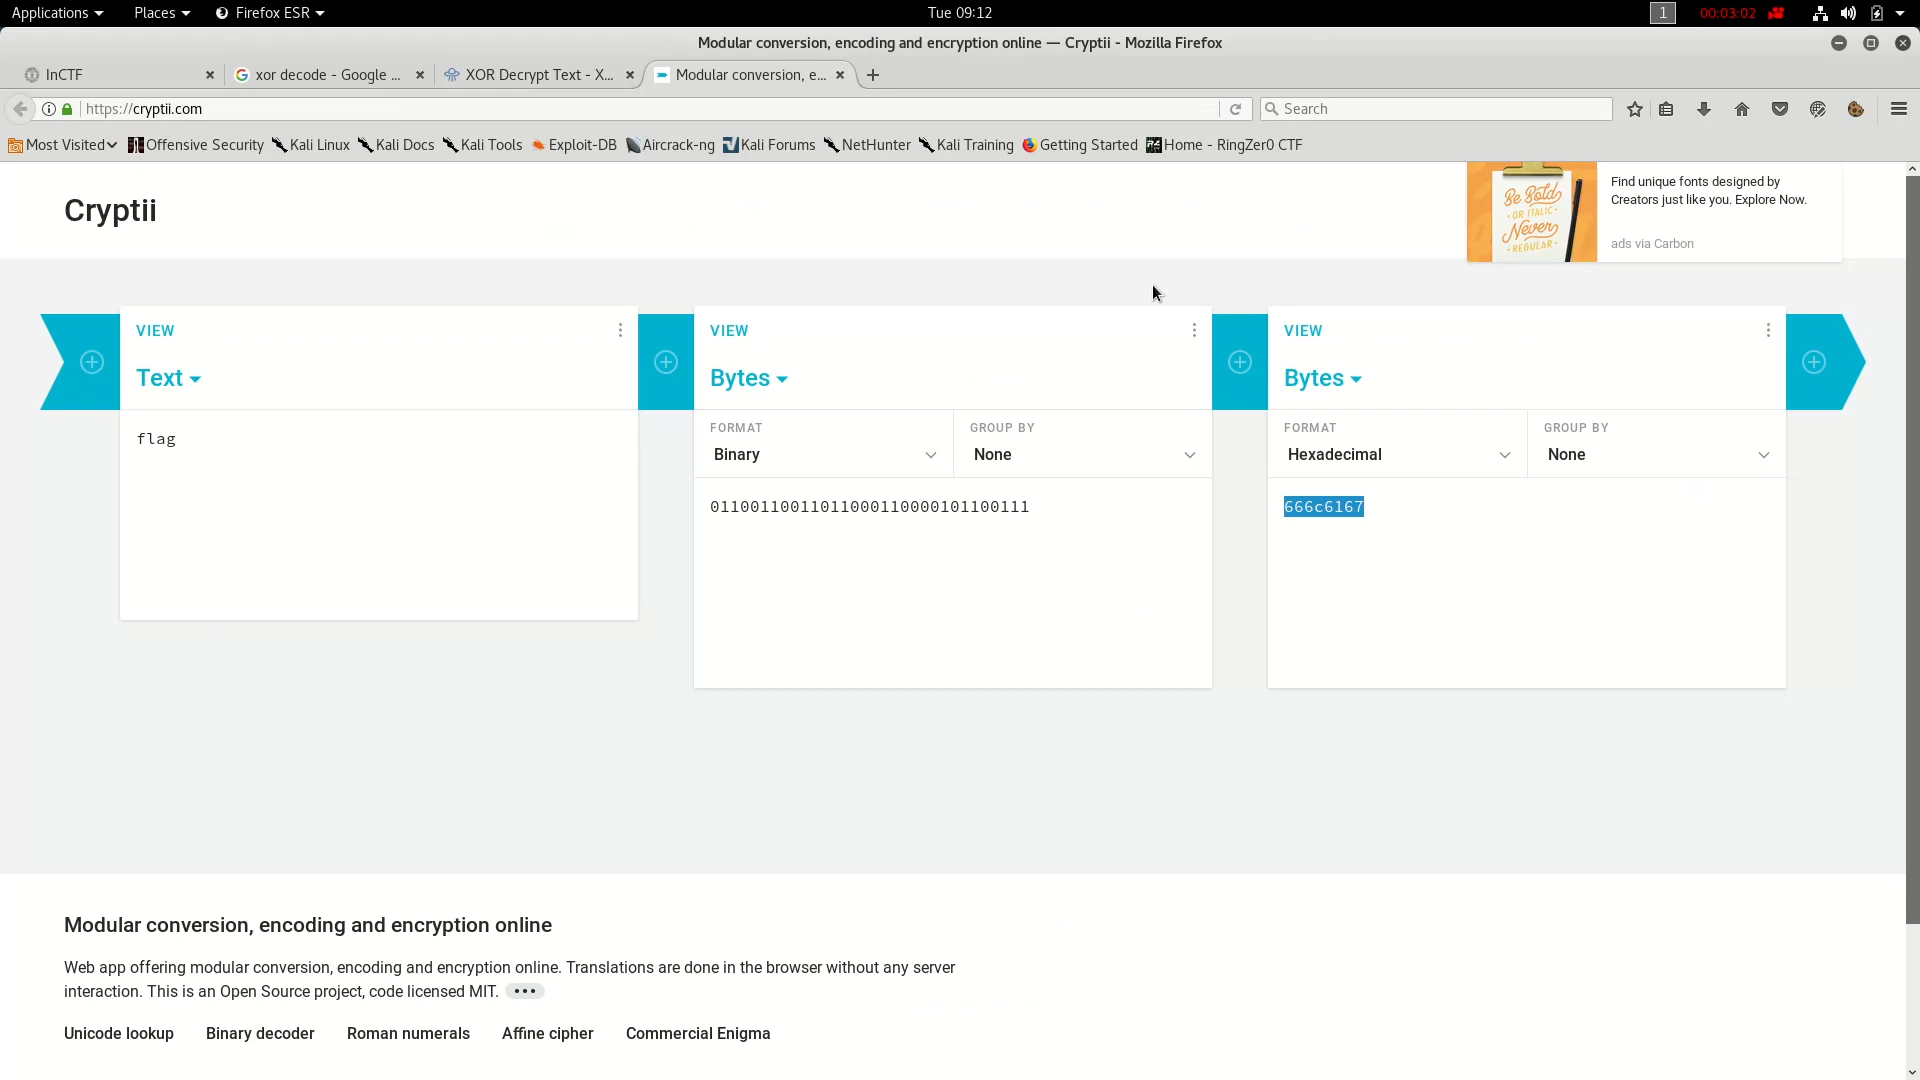 Applications Places Firefox ESR Tue 09:12 1 00:03:02
Modular conversion, encoding and encryption online — Cryptii - Mozilla Firefox
InCTF xor decode - Google ... XOR Decrypt Text - X... Modular conversion, e...
https://cryptii.com Search
Most Visited Offensive Security Kali Linux Kali Docs Kali Tools Exploit-DB Aircrack-ng Kali Forums NetHunter Kali Training Getting Started Home - RingZer0 CTF
Cryptii
Be Bold
OR ITALIC
Never
REGULAR
Find unique fonts designed by
Creators just like you. Explore Now.
ads via Carbon
VIEW
Text
flag
VIEW
Bytes
FORMAT GROUP BY
Binary None
01100110011011000110000101100111
VIEW
Bytes
FORMAT GROUP BY
Hexadecimal None
666c6167
Modular conversion, encoding and encryption online
Web app offering modular conversion, encoding and encryption online. Translations are done in the browser without any server
interaction. This is an Open Source project, code licensed MIT. •••
Unicode lookup Binary decoder Roman numerals Affine cipher Commercial Enigma